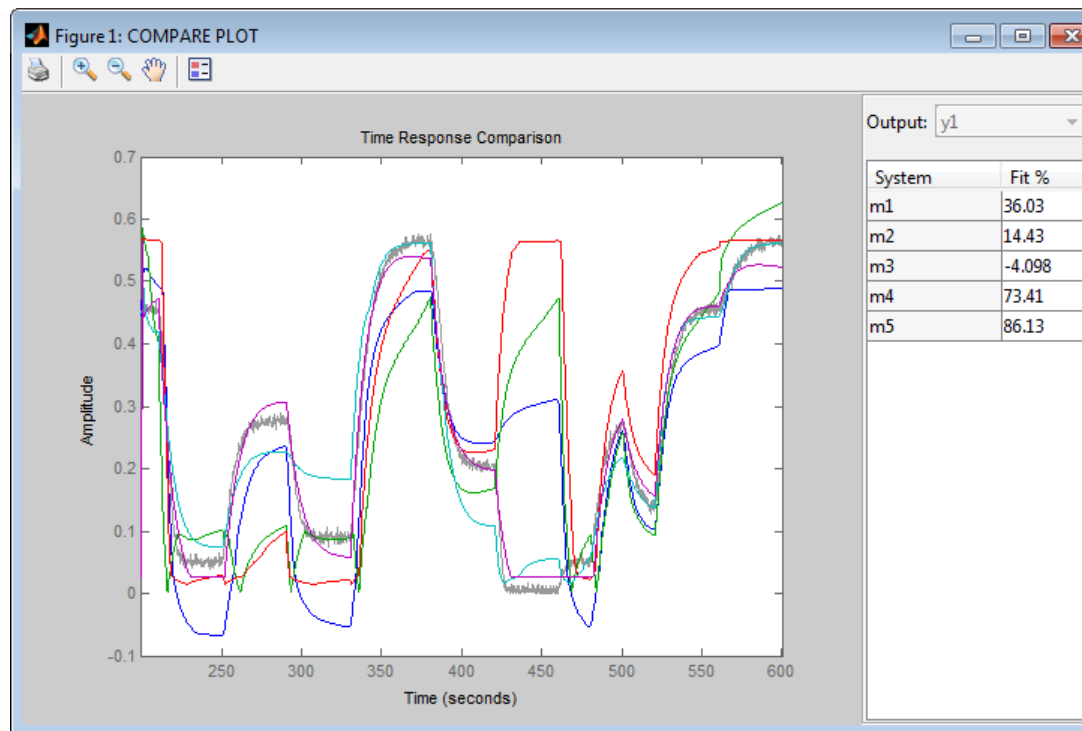 Figure 1: COMPARE PLOT
Time Response Comparison
Output: y1
System Fit %
m1 36.03
m2 14.43
m3 -4.098
m4 73.41
m5 86.13
Amplitude
0.7
0.6
0.5
0.4
0.3
0.2
0.1
0
-0.1
250 300 350 400 450 500 550 600
Time (seconds)